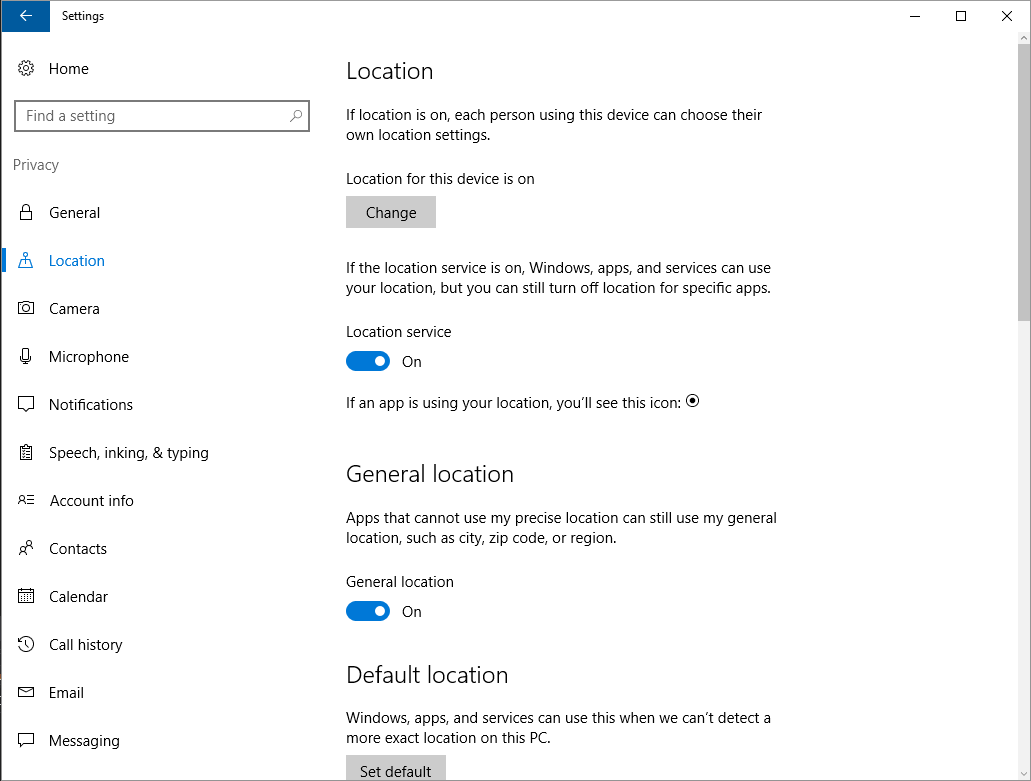 Settings
Home
Find a setting
Privacy
General
Location
Camera
Microphone
Notifications
Speech, inking, & typing
Account info
Contacts
Calendar
Call history
Email
Messaging
Location
If location is on, each person using this device can choose their
own location settings.
Location for this device is on
Change
If the location service is on, Windows, apps, and services can use
your location, but you can still turn off location for specific apps.
Location service
On
If an app is using your location, you'll see this icon:
General location
Apps that cannot use my precise location can still use my general
location, such as city, zip code, or region.
General location
On
Default location
Windows, apps, and services can use this when we can't detect a
more exact location on this PC.
Set default